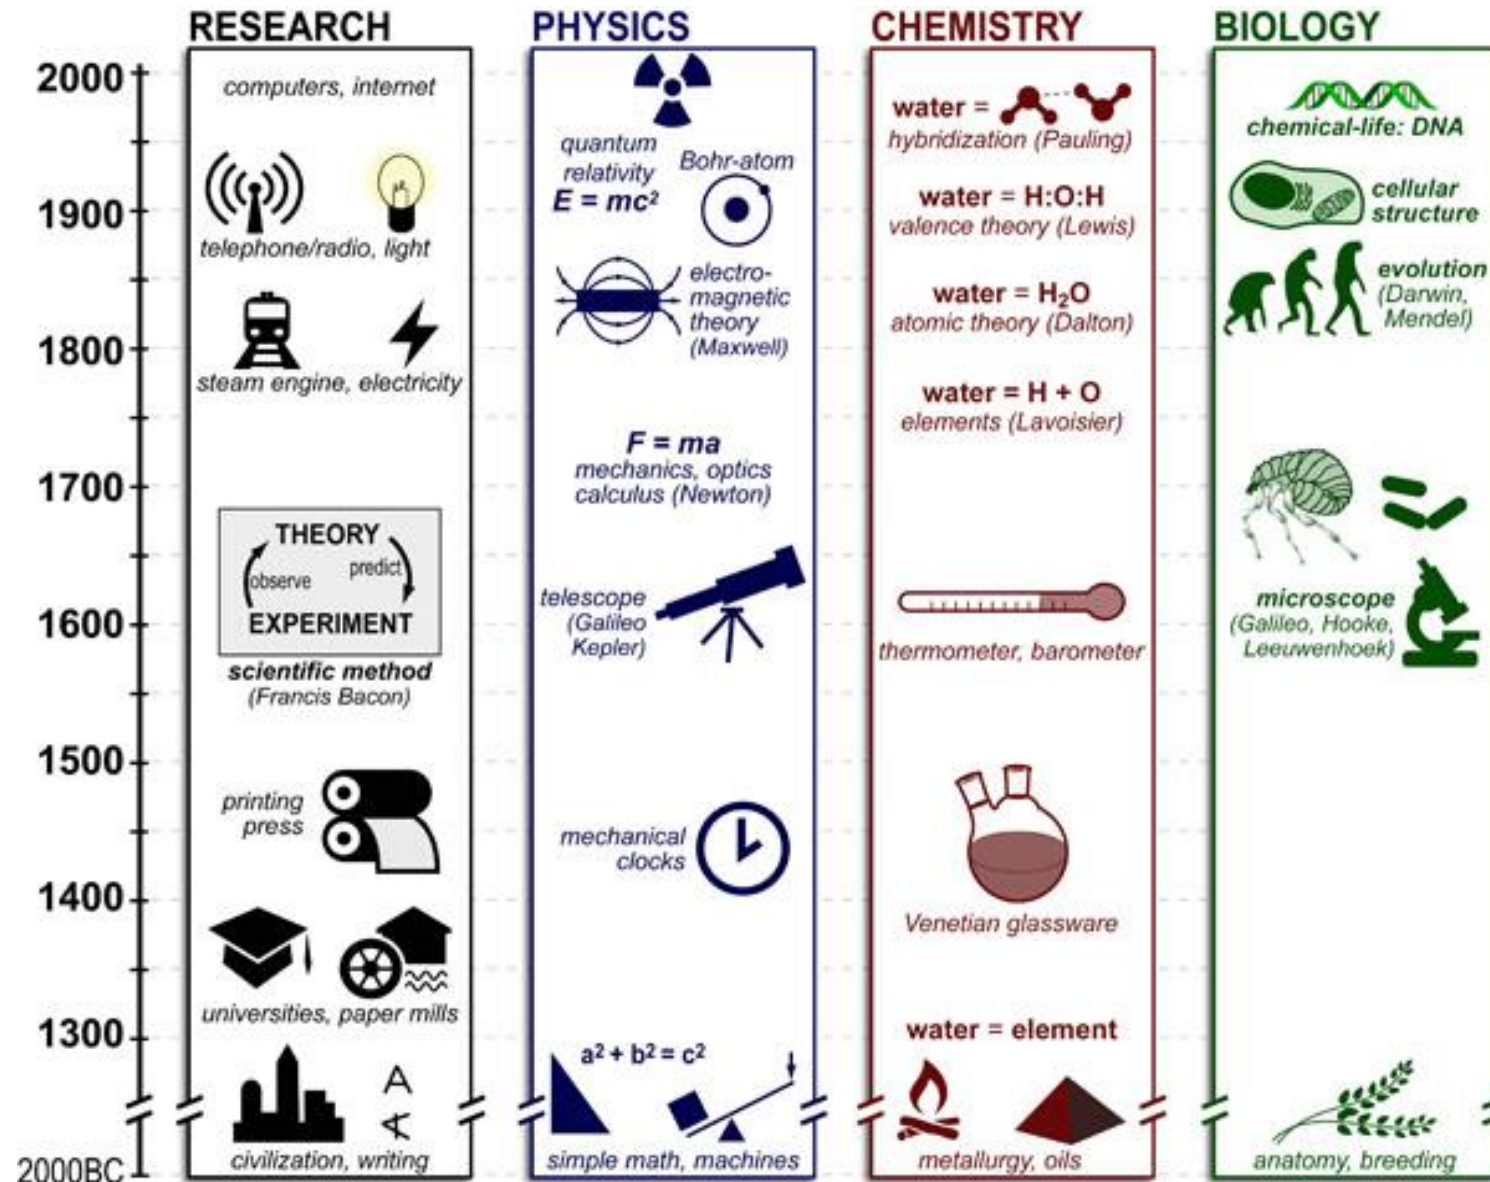 RESEARCH
PHYSICS
CHEMISTRY
BIOLOGY
2000
1900
1800
1700
1600
1500
1400
1300
2000BC
computers, internet
telephone/radio, light
steam engine, electricity
THEORY
observe
predict
EXPERIMENT
scientific method
(Francis Bacon)
printing
press
universities, paper mills
A
civilization, writing
quantum
relativity
E = mc²
Bohr-atom
electro-
magnetic
theory
(Maxwell)
F = ma
mechanics, optics
calculus (Newton)
telescope
(Galileo
Kepler)
mechanical
clocks
a² + b² = c²
simple math, machines
water =
hybridization (Pauling)
water = H:O:H
valence theory (Lewis)
water = H₂O
atomic theory (Dalton)
water = H + O
elements (Lavoisier)
thermometer, barometer
Venetian glassware
water = element
metallurgy, oils
chemical-life: DNA
cellular
structure
evolution
(Darwin,
Mendel)
microscope
(Galileo, Hooke,
Leeuwenhoek)
anatomy, breeding